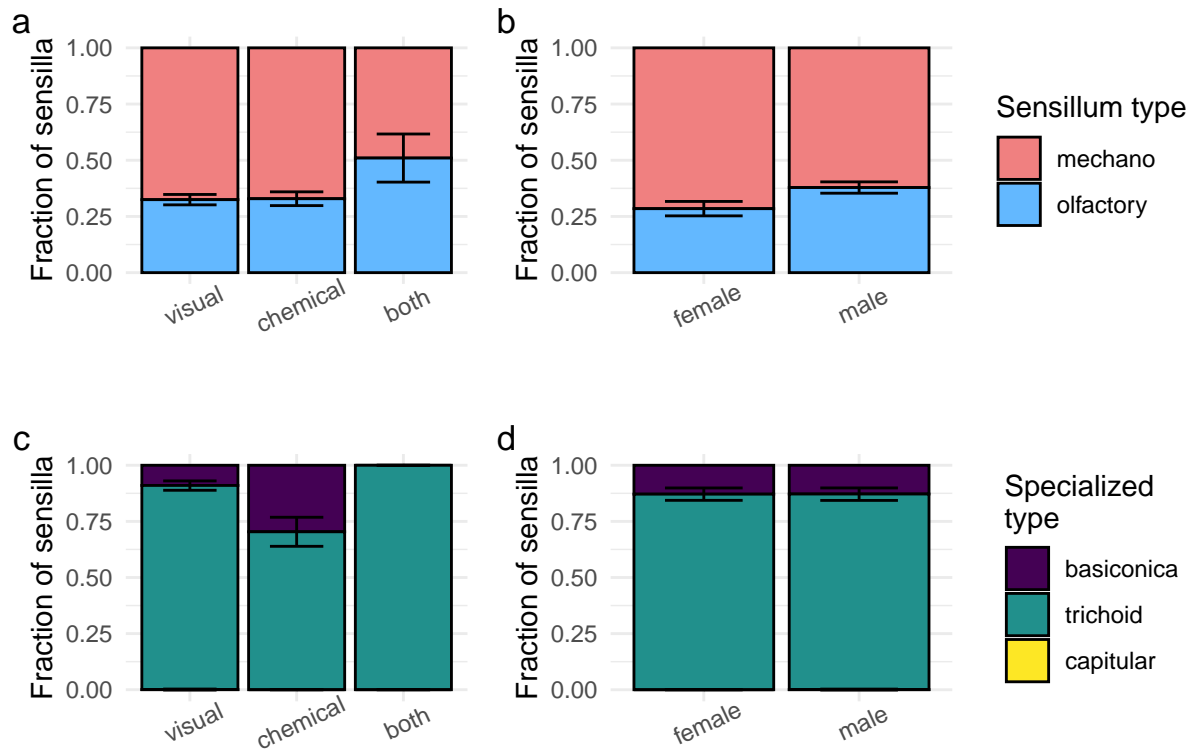 a
Fraction of sensilla
1.00
0.75
0.50
0.25
0.00
visual
chemical
both
b
Fraction of sensilla
1.00
0.75
0.50
0.25
0.00
female
male
Sensillum type
mechano
olfactory
c
Fraction of sensilla
1.00
0.75
0.50
0.25
0.00
visual
chemical
both
d
Fraction of sensilla
1.00
0.75
0.50
0.25
0.00
female
male
Specialized
type
basiconica
trichoid
capitular